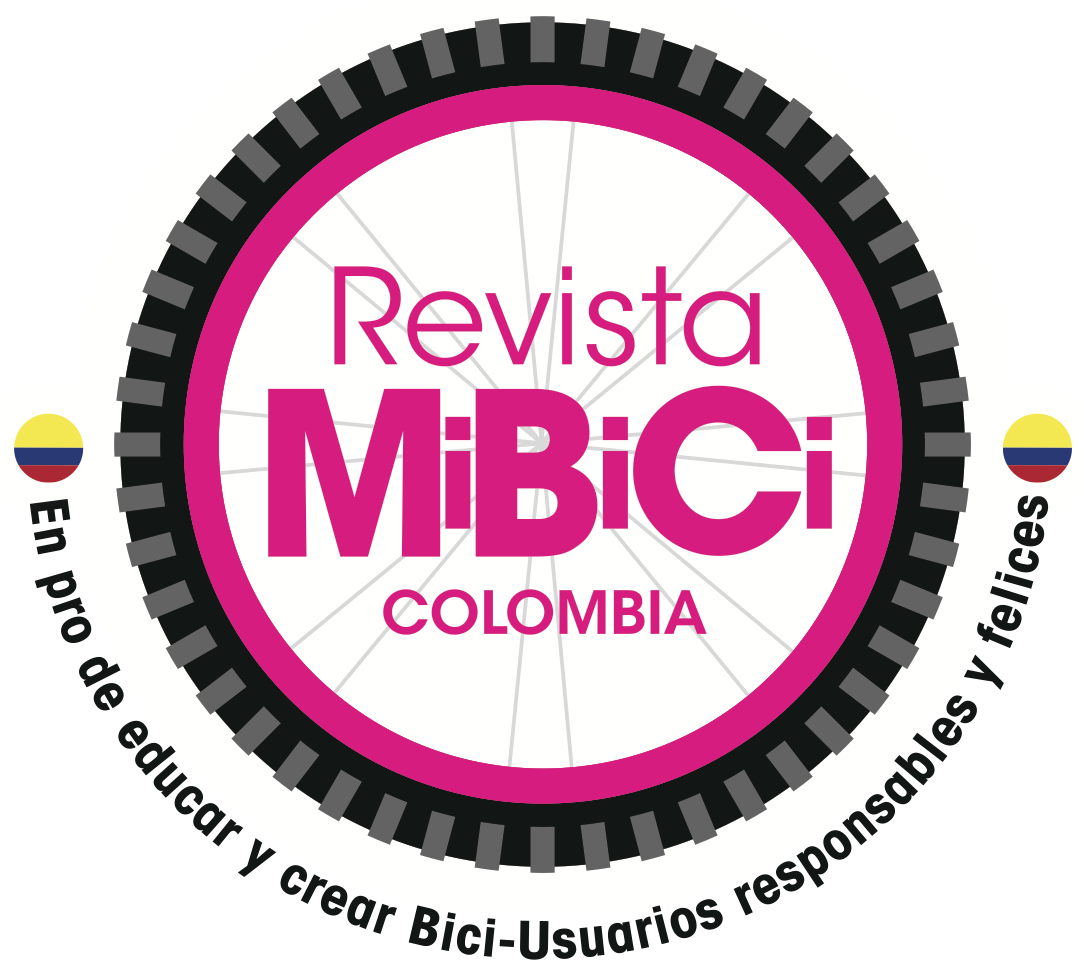 Revista
MiBiCi
COLOMBIA
En pro de educar y crear Bici-Usuarios responsables y felices